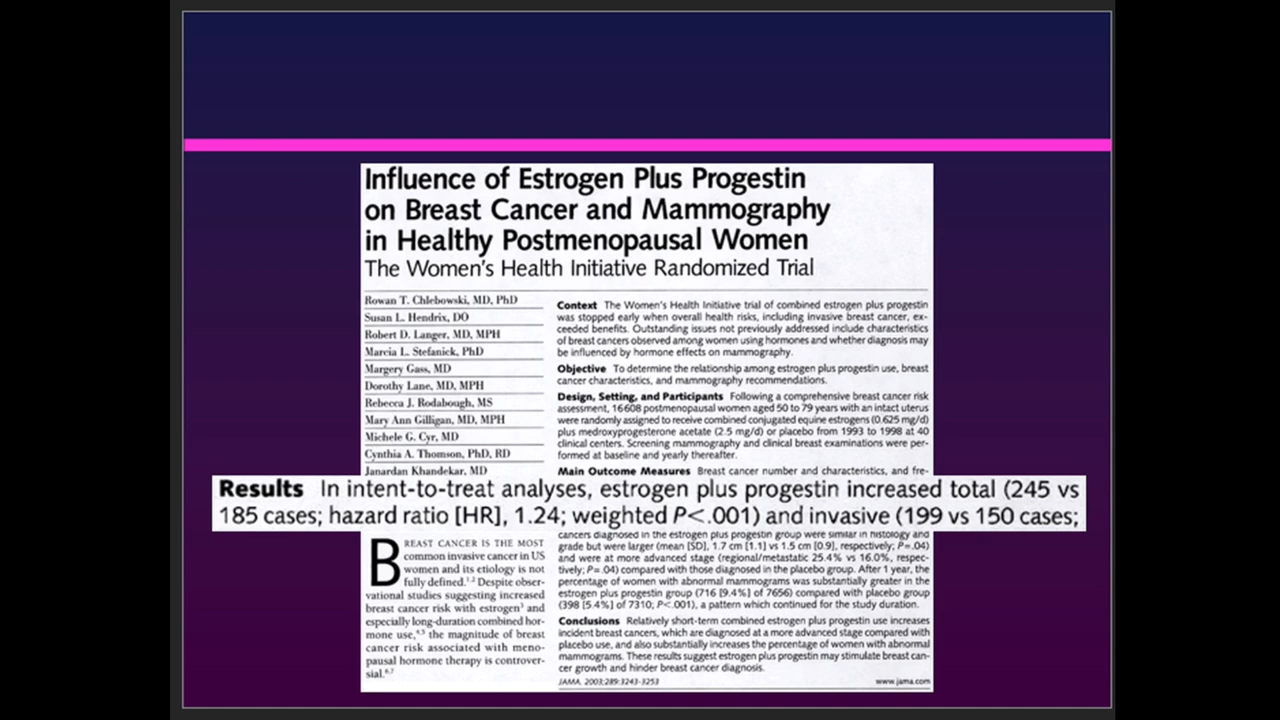 Influence of Estrogen Plus Progestin
on Breast Cancer and Mammography
in Healthy Postmenopausal Women
The Women's Health Initiative Randomized Trial
Rowan T. Chlebowski, MD, PhD
Susan L. Hendrix, DO
Robert D. Langer, MD, MPH
Marcia L. Stefanick, PhD
Margery Gass, MD
Dorothy Lane, MD, MPH
Rebecca J. Rodabough, MS
Mary Ann Gilligan, MD, MPH
Michele G. Cyr, MD
Cynthia A. Thomson, PhD, RD
Janardan Khandekar, MD
Context The Women's Health Initiative trial of combined estrogen plus progestin
was stopped early when overall health risks, including invasive breast cancer, ex-
ceeded benefits. Outstanding issues not previously addressed include characteristics
of breast cancers observed among women using hormones and whether diagnosis may
be influenced by hormone effects on mammography.
Objective To determine the relationship among estrogen plus progestin use, breast
cancer characteristics, and mammography recommendations.
Design, Setting, and Participants Following a comprehensive breast cancer risk
assessment, 16608 postmenopausal women aged 50 to 79 years with an intact uterus
were randomly assigned to receive combined conjugated equine estrogens (0.625 mg/d)
plus medroxyprogesterone acetate (2.5 mg/d) or placebo from 1993 to 1998 at 40
clinical centers. Screening mammography and clinical breast examinations were per-
formed at baseline and yearly thereafter.
Main Outcome Measures Breast cancer number and characteristics, and fre-
Results In intent-to-treat analyses, estrogen plus progestin increased total (245 vs
185 cases; hazard ratio [HR], 1.24; weighted P<.001) and invasive (199 vs 150 cases;
cancers diagnosed in the estrogen plus progestin group were similar in histology and
grade but were larger (mean [SD], 1.7 cm [1.1] vs 1.5 cm [0.9], respectively; P=.04)
and were at more advanced stage (regional/metastatic 25.4% vs 16.0%, respec-
tively; P=.04) compared with those diagnosed in the placebo group. After 1 year, the
percentage of women with abnormal mammograms was substantially greater in the
estrogen plus progestin group (716 [9.4%] of 7656) compared with placebo group
(398 [5.4%] of 7310; P<.001), a pattern which continued for the study duration.
Conclusions Relatively short-term combined estrogen plus progestin use increases
incident breast cancers, which are diagnosed at a more advanced stage compared with
placebo use, and also substantially increases the percentage of women with abnormal
mammograms. These results suggest estrogen plus progestin may stimulate breast can-
cer growth and hinder breast cancer diagnosis.
JAMA. 2003;289:3243-3253
www.jama.com
BREAST CANCER IS THE MOST
common invasive cancer in US
women and its etiology is not
fully defined.1,2 Despite obser-
vational studies suggesting increased
breast cancer risk with estrogen3 and
especially long-duration combined hor-
mone use,4,5 the magnitude of breast
cancer risk associated with meno-
pausal hormone therapy is controver-
sial.6,7